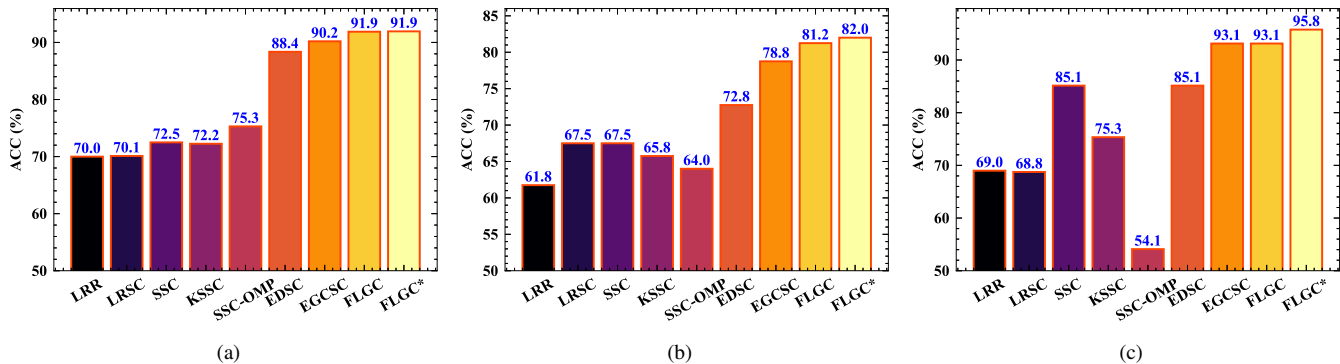 ACC (%)
90
80
70
60
50
70.0
70.1
72.5
72.2
75.3
88.4
90.2
91.9
91.9
LRR
LRSC
SSC
KSSC
SSC-OMP
EDSC
EGCSC
FLGC
FLGC*
(a)
ACC (%)
85
80
75
70
65
60
55
50
61.8
67.5
67.5
65.8
64.0
72.8
78.8
81.2
82.0
LRR
LRSC
SSC
KSSC
SSC-OMP
EDSC
EGCSC
FLGC
FLGC*
(b)
ACC (%)
90
80
70
60
50
69.0
68.8
85.1
75.3
54.1
85.1
93.1
93.1
95.8
LRR
LRSC
SSC
KSSC
SSC-OMP
EDSC
EGCSC
FLGC
FLGC*
(c)